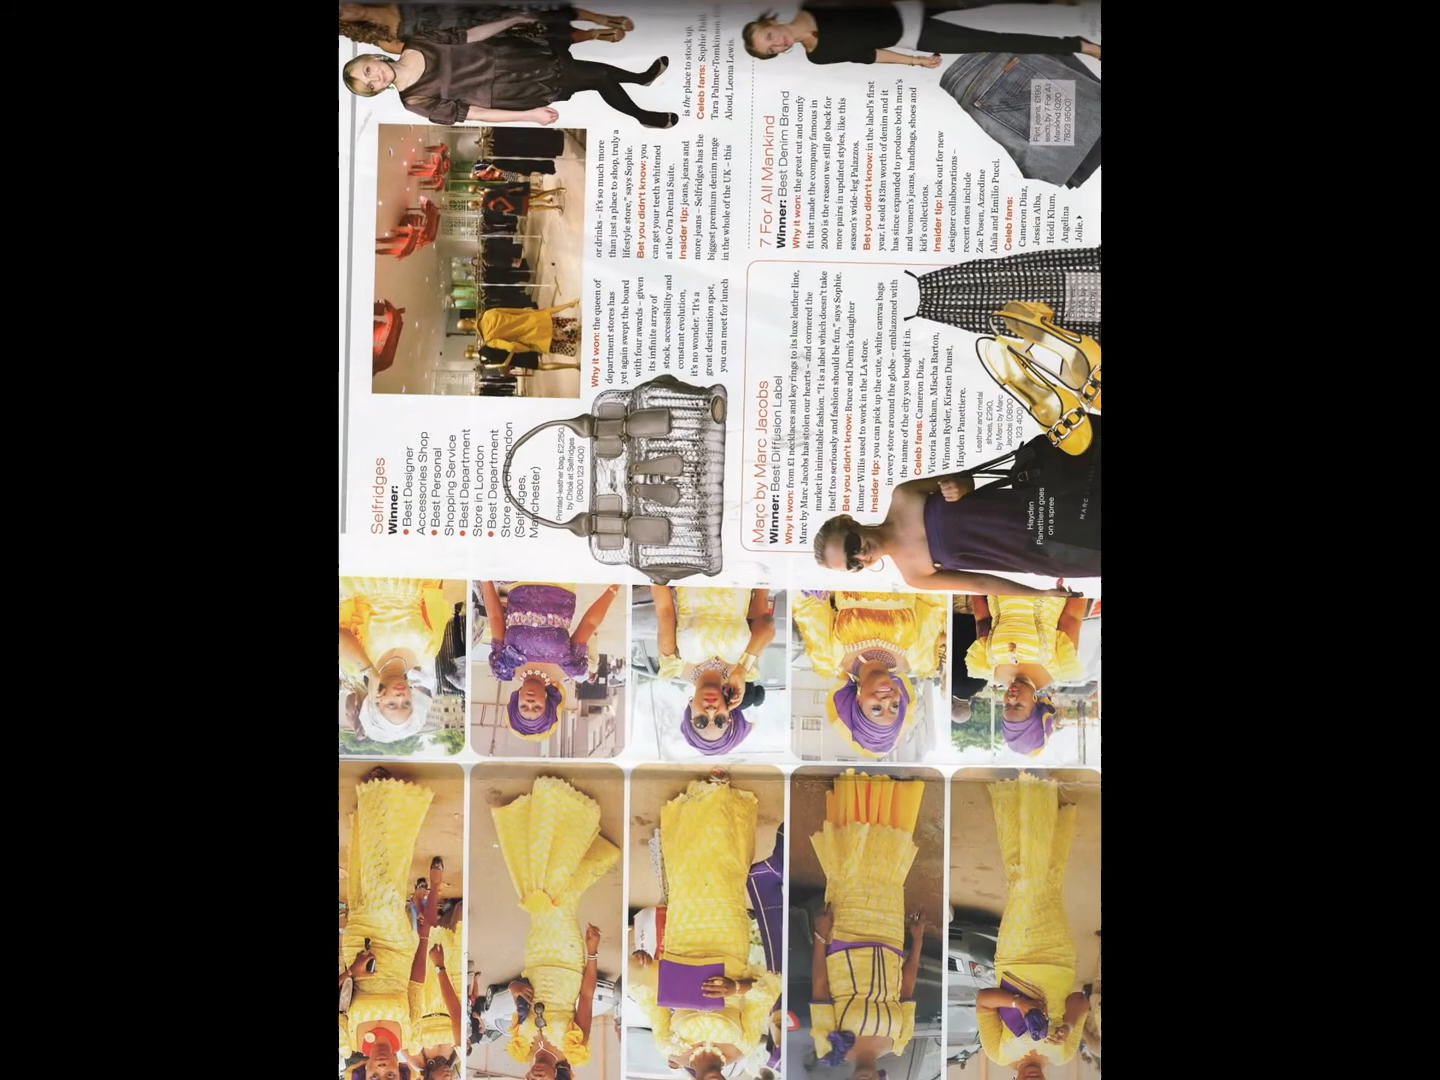 Selfridges
Winner:
• Best Designer
Accessories Shop
• Best Personal
Shopping Service
• Best Department
Store in London
• Best Department
Store out of London
(Selfridges,
Manchester)
Printed-leather bag, £2,250,
by Chloé at Selfridges
(0800 123 400)
Why it won: the queen of
department stores has
yet again swept the board
with four awards – given
its infinite array of
stock, accessibility and
constant evolution,
it's no wonder. "It's a
great destination spot,
you can meet for lunch
or drinks – it's so much more
than just a place to shop, truly a
lifestyle store," says Sophie.
Bet you didn't know: you
can get your teeth whitened
at the Ora Dental Suite.
Insider tip: jeans, jeans and
more jeans – Selfridges has the
biggest premium denim range
in the whole of the UK – this
is the place to stock up.
Celeb fans: Sophie Dahl,
Tara Palmer-Tomkinson,
Aloud, Leona Lewis.
Marc by Marc Jacobs
Winner: Best Diffusion Label
Why it won: from £1 necklaces and key rings to its luxe leather line,
Marc by Marc Jacobs has stolen our hearts – and cornered the
market in inimitable fashion. "It is a label which doesn't take
itself too seriously and fashion should be fun," says Sophie.
Bet you didn't know: Bruce and Demi's daughter
Rumer Willis used to work in the LA store.
Insider tip: you can pick up the cute, white canvas bags
in every store around the globe – emblazoned with
the name of the city you bought it in.
Celeb fans: Cameron Diaz,
Victoria Beckham, Mischa Barton,
Winona Ryder, Kirsten Dunst,
Hayden Panettiere.
Leather and metal
shoes, £290,
by Marc by Marc
Jacobs (0800
123 400)
Hayden
Panettiere goes
on a spree
MARC
7 For All Mankind
Winner: Best Denim Brand
Why it won: the great cut and comfy
fit that made the company famous in
2000 is the reason we still go back for
more pairs in updated styles, like this
season's wide-leg Palazzos.
Bet you didn't know: in the label's first
year, it sold $13m worth of denim and it
has since expanded to produce both men's
and women's jeans, handbags, shoes and
kid's collections.
Insider tip: look out for new
designer collaborations –
recent ones include
Zac Posen, Azzedine
Alaïa and Emilio Pucci.
Celeb fans:
Cameron Diaz,
Jessica Alba,
Heidi Klum,
Angelina
Jolie.
jeans, £199
each, by 7 For All
Mankind (020
7823 9500)